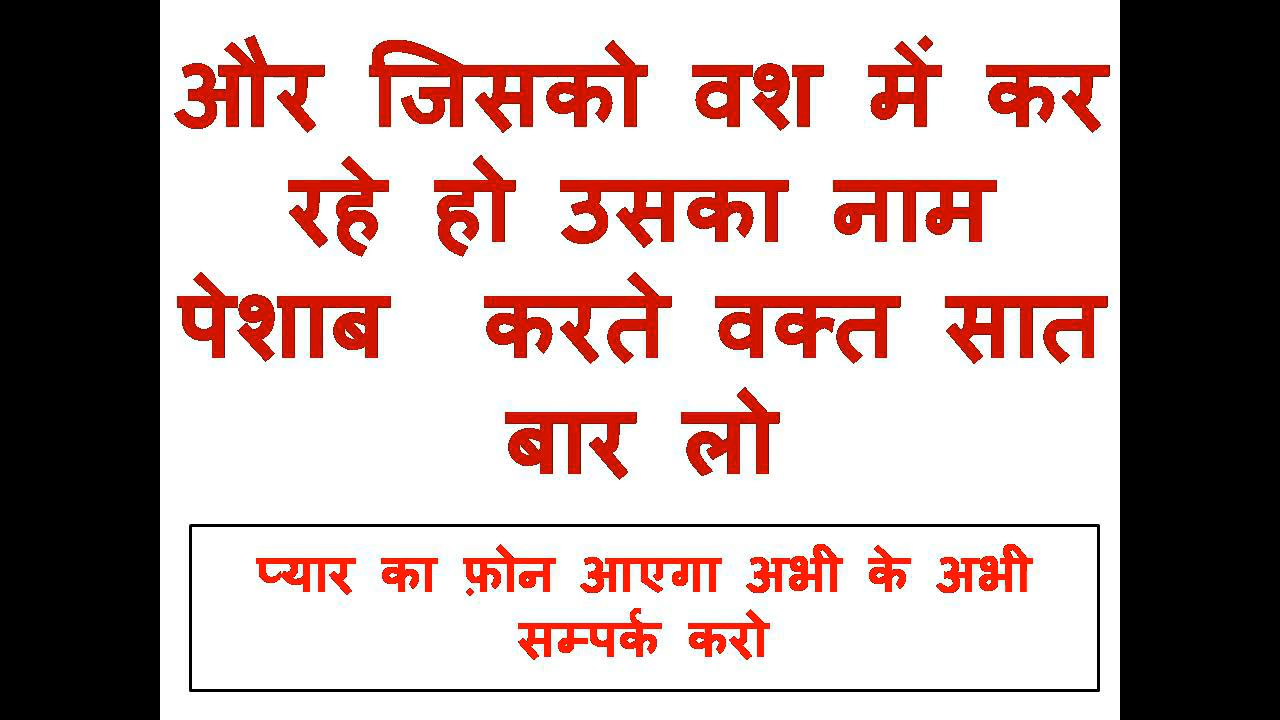 और जिसको वश में कर
रहे हो उसका नाम
पेशाब करते वक्त सात
बार लो
प्यार का फ़ोन आएगा अभी के अभी
सम्पर्क करो